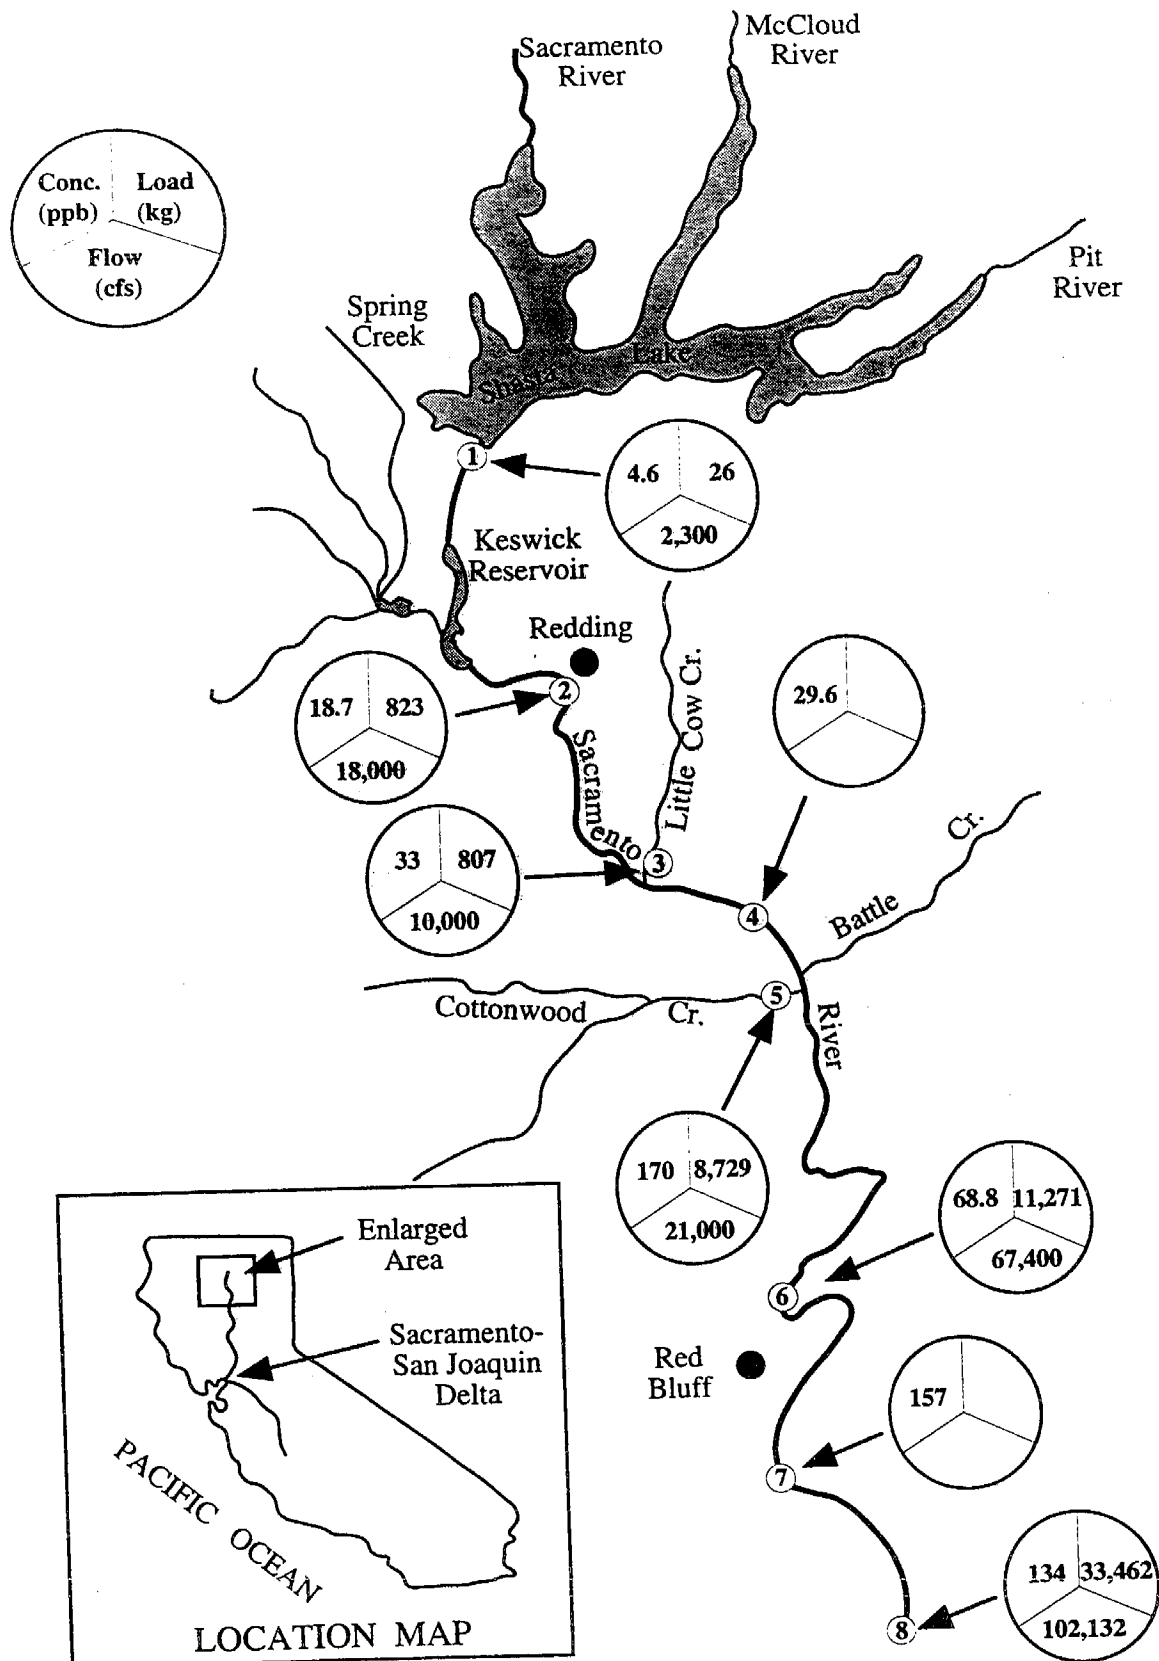 McCloud
River
Sacramento
River
Conc.
(ppb)
Load
(kg)
Flow
(cfs)
Pit
River
Spring
Creek
Shasta
Lake
1
4.6
26
2,300
Keswick
Reservoir
Redding
Little Cow Cr.
2
18.7
823
18,000
29.6
Sacramento
River
3
33
807
10,000
4
Battle
Cr.
Cottonwood
Cr.
5
170
8,729
21,000
68.8
11,271
67,400
6
Red
Bluff
157
7
134
33,462
102,132
8
Enlarged
Area
Sacramento-
San Joaquin
Delta
PACIFIC OCEAN
LOCATION MAP